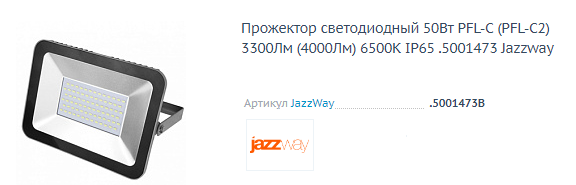 Прожектор светодиодный 50Вт PFL-C (PFL-C2)
3300Лм (4000Лм) 6500K IP65 .5001473 Jazzway
Артикул JazzWay .5001473B
jazzway